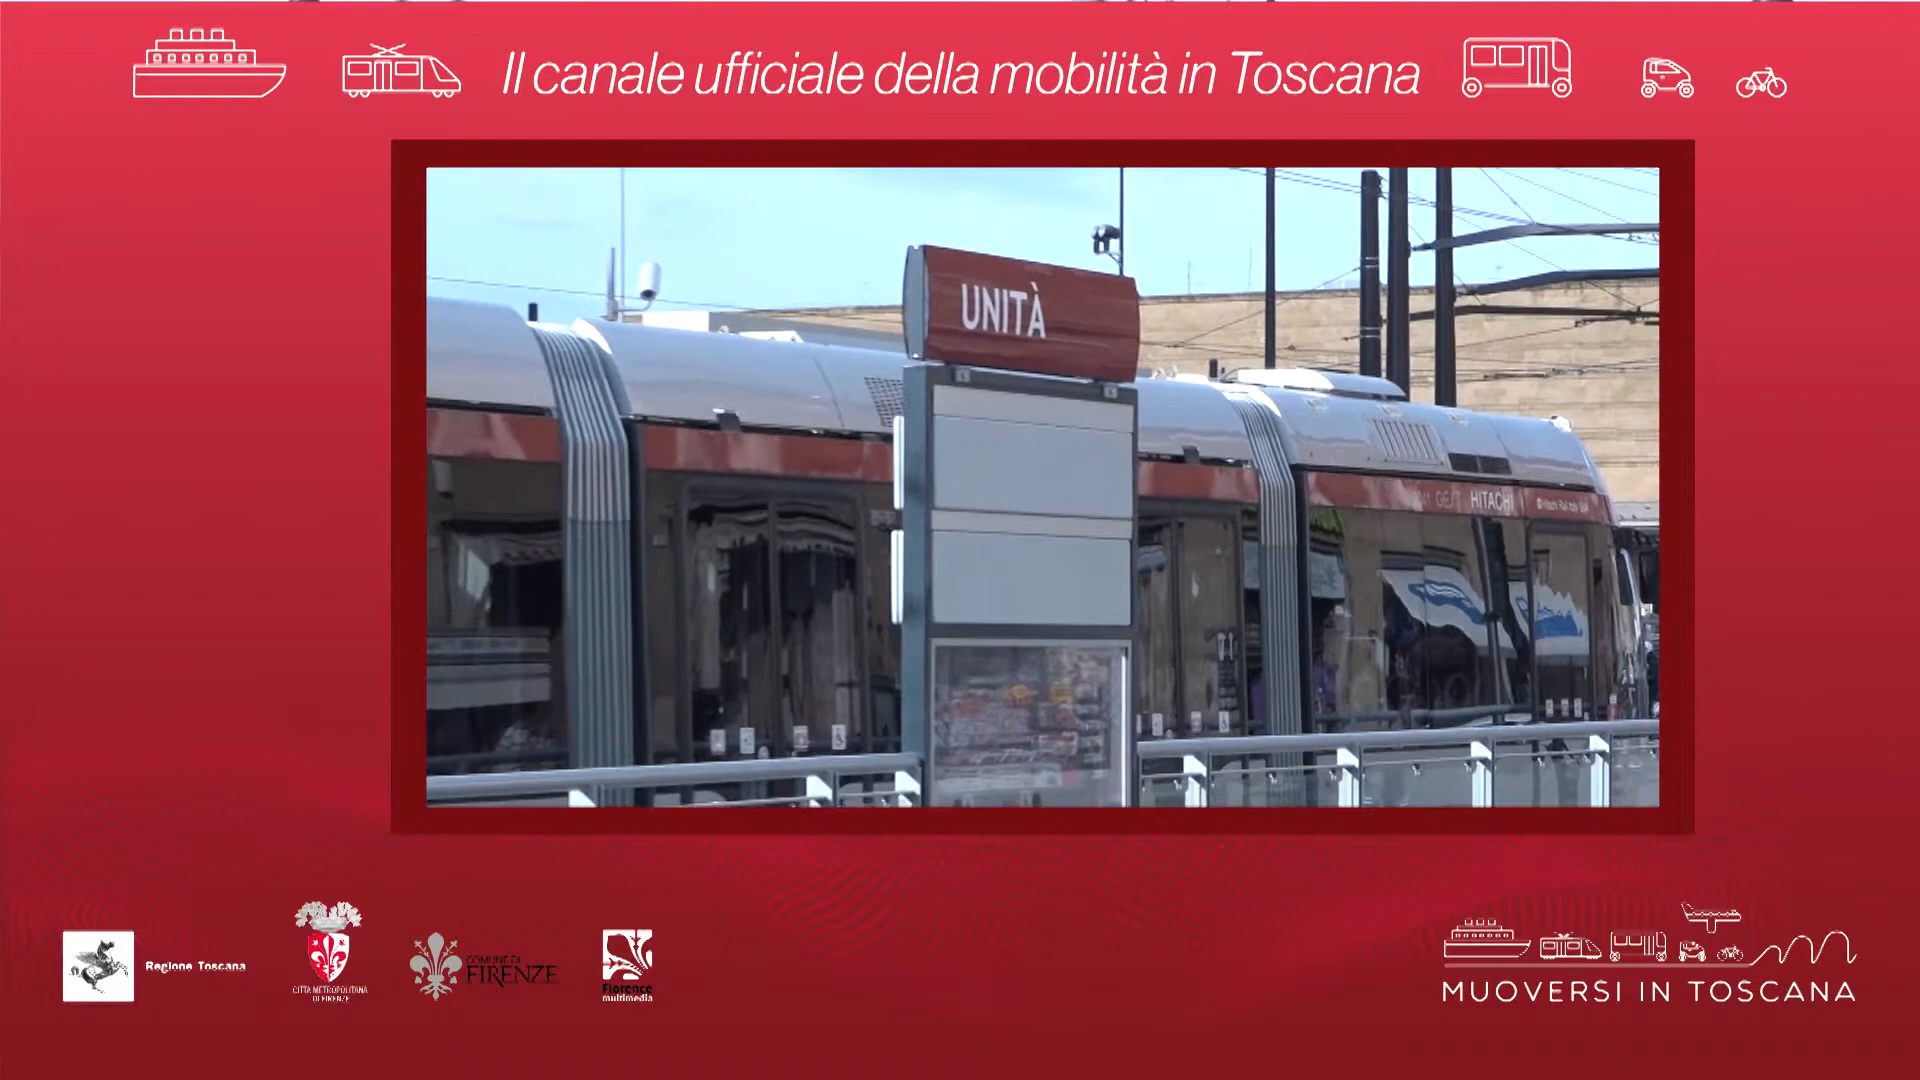 Il canale ufficiale della mobilità in Toscana
UNITÀ
GEST HITACHI
Regione Toscana
CITTÀ METROPOLITANA
DI FIRENZE
COMUNE DI
FIRENZE
Florence
multimedia
MUOVERSI IN TOSCANA